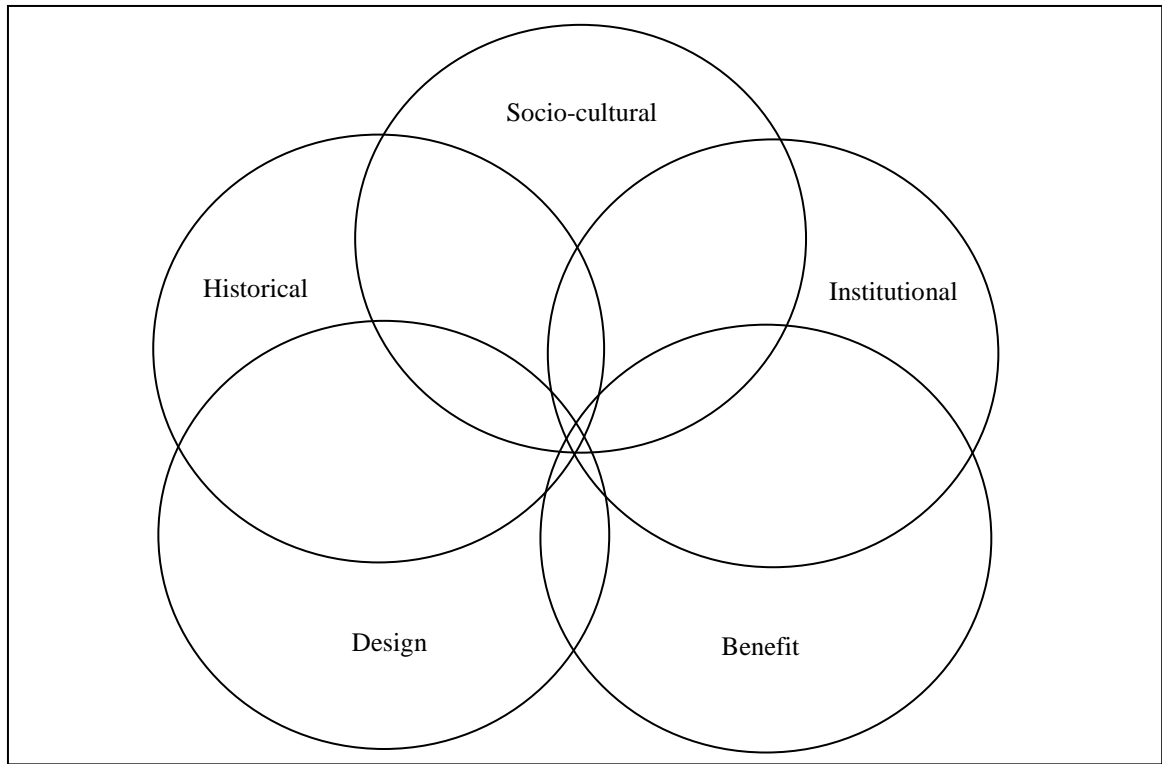 Socio-cultural
Historical
Institutional
Design
Benefit